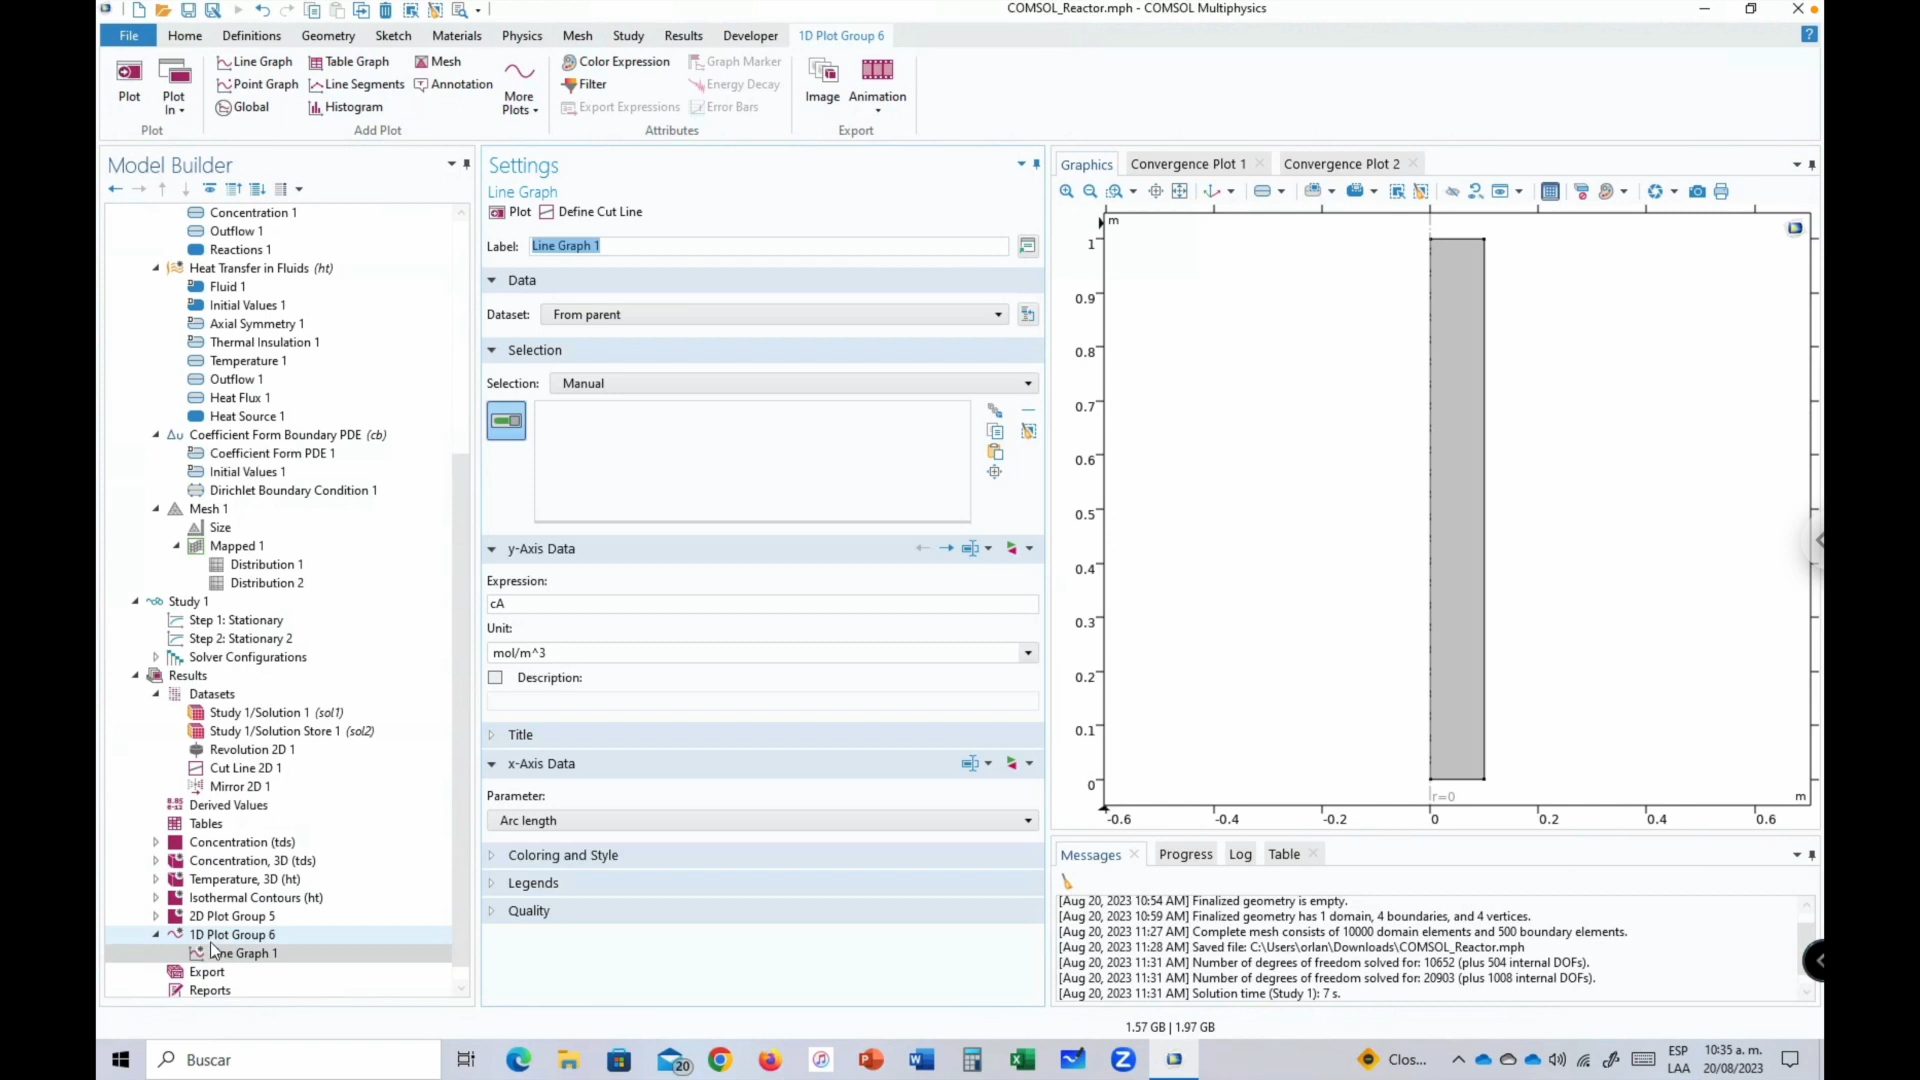 COMSOL_Reactor.mph - COMSOL Multiphysics
File Home Definitions Geometry Sketch Materials Physics Mesh Study Results Developer 1D Plot Group 6
Line Graph Table Graph Mesh Color Expression Graph Marker
Point Graph Line Segments Annotation Filter Energy Decay
Global Histogram Export Expressions Error Bars
Plot Plot In More Plots Image Animation
Plot Add Plot Attributes Export
Model Builder
Concentration 1
Outflow 1
Reactions 1
Heat Transfer in Fluids (ht)
Fluid 1
Initial Values 1
Axial Symmetry 1
Thermal Insulation 1
Temperature 1
Outflow 1
Heat Flux 1
Heat Source 1
Δu Coefficient Form Boundary PDE (cb)
Coefficient Form PDE 1
Initial Values 1
Dirichlet Boundary Condition 1
Mesh 1
Size
Mapped 1
Distribution 1
Distribution 2
Study 1
Step 1: Stationary
Step 2: Stationary 2
Solver Configurations
Results
Datasets
Study 1/Solution 1 (sol1)
Study 1/Solution Store 1 (sol2)
Revolution 2D 1
Cut Line 2D 1
Mirror 2D 1
Derived Values
Tables
Concentration (tds)
Concentration, 3D (tds)
Temperature, 3D (ht)
Isothermal Contours (ht)
2D Plot Group 5
1D Plot Group 6
ne Graph 1
Export
Reports
Settings
Line Graph
Plot Define Cut Line
Label: Line Graph 1
Data
Dataset: From parent
Selection
Selection: Manual
y-Axis Data
Expression:
cA
Unit:
mol/m^3
Description:
Title
x-Axis Data
Parameter:
Arc length
Coloring and Style
Legends
Quality
Graphics Convergence Plot 1 Convergence Plot 2
m
1
0.9
0.8
0.7
0.6
0.5
0.4
0.3
0.2
0.1
0
r=0
m
-0.6 -0.4 -0.2 0 0.2 0.4 0.6
Messages Progress Log Table
[Aug 20, 2023 10:54 AM] Finalized geometry is empty.
[Aug 20, 2023 10:59 AM] Finalized geometry has 1 domain, 4 boundaries, and 4 vertices.
[Aug 20, 2023 11:27 AM] Complete mesh consists of 10000 domain elements and 500 boundary elements.
[Aug 20, 2023 11:28 AM] Saved file: C:\Users\orlan\Downloads\COMSOL_Reactor.mph
[Aug 20, 2023 11:31 AM] Number of degrees of freedom solved for: 10652 (plus 504 internal DOFs).
[Aug 20, 2023 11:31 AM] Number of degrees of freedom solved for: 20903 (plus 1008 internal DOFs).
[Aug 20, 2023 11:31 AM] Solution time (Study 1): 7 s.
1.57 GB | 1.97 GB
Buscar
20
Clos...
ESP
LAA
10:35 a. m.
20/08/2023